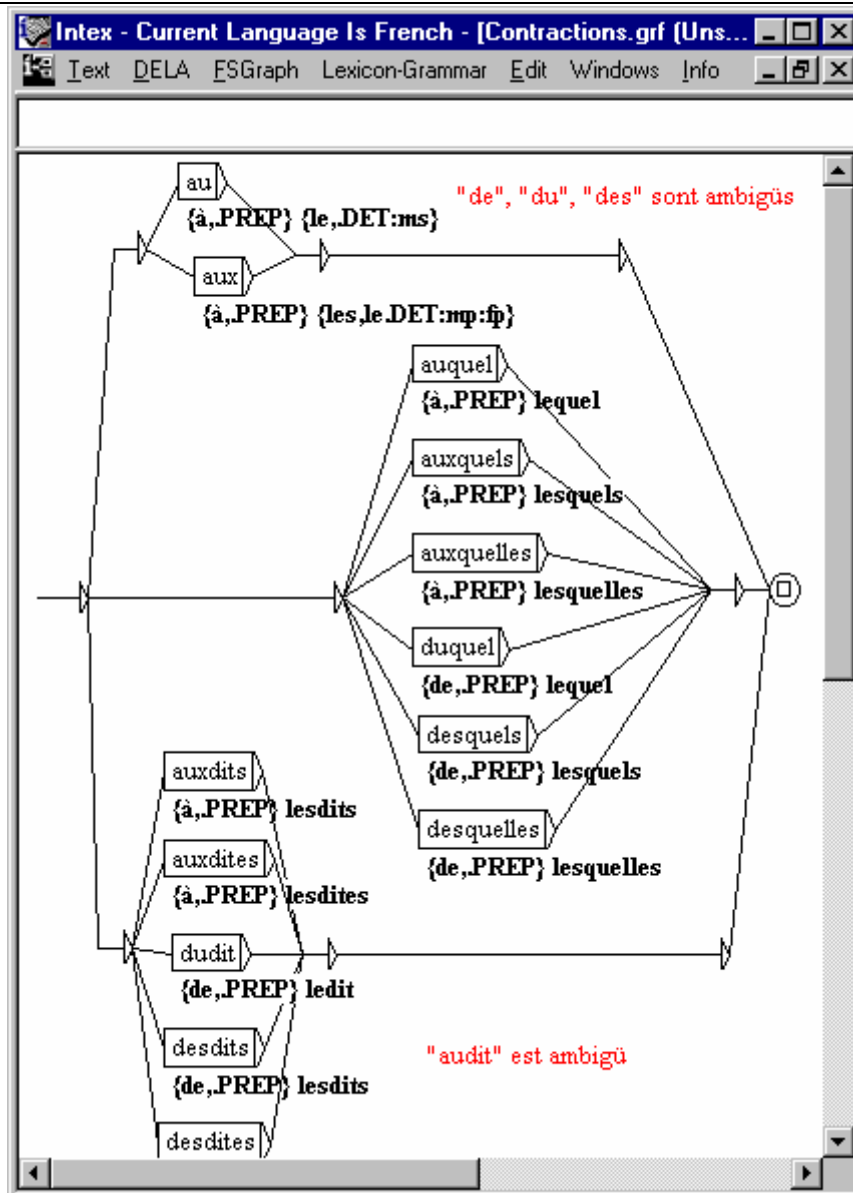 Intex - Current Language Is French - [Contractions.grf (Uns...
Text DELA FSGraph Lexicon-Grammar Edit Windows Info
au
"de", "du", "des" sont ambigüs
{à,.PREP} {le,.DET:ms}
aux
{à,.PREP} {les,le.DET:mp:fp}
auquel
{à,.PREP} lequel
auxquels
{à,.PREP} lesquels
auxquelles
{à,.PREP} lesquelles
duquel
{de,.PREP} lequel
desquels
{de,.PREP} lesquels
desquelles
{de,.PREP} lesquelles
auxdits
{à,.PREP} lesdits
auxdites
{à,.PREP} lesdites
dudit
{de,.PREP} ledit
desdits
{de,.PREP} lesdits
"audit" est ambigü
desdites